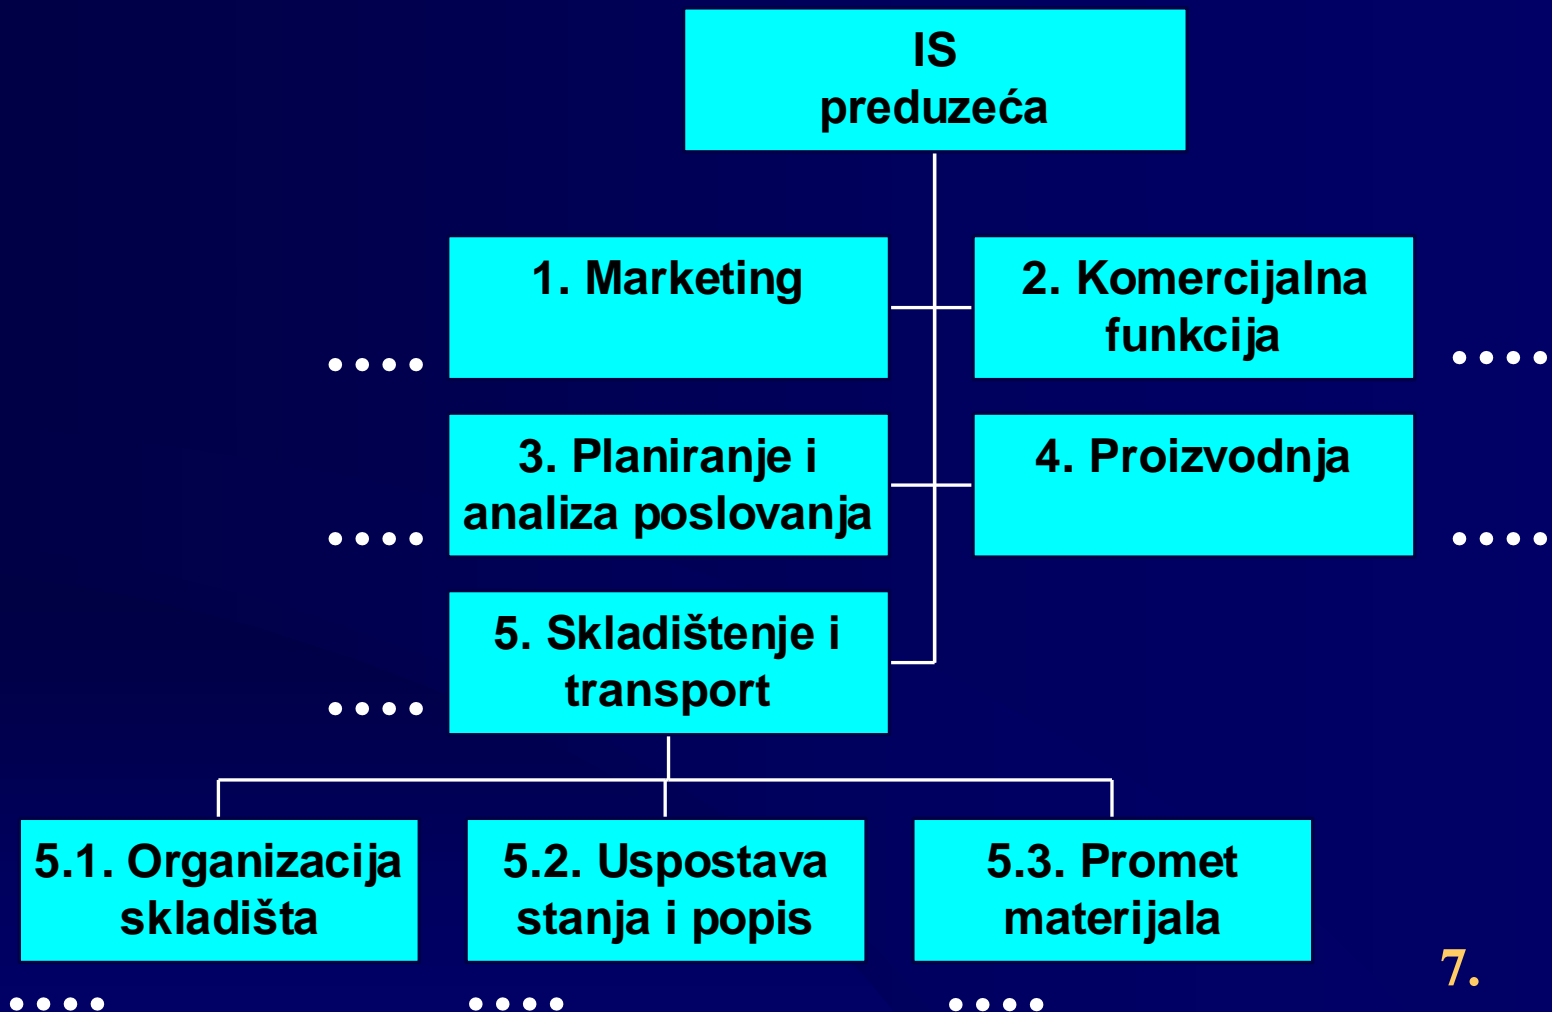 IS
preduzeća
1. Marketing
2. Komercijalna
funkcija
....
....
3. Planiranje i
analiza poslovanja
4. Proizvodnja
....
....
5. Skladištenje i
transport
....
5.1. Organizacija
skladišta
5.2. Uspostava
stanja i popis
5.3. Promet
materijala
7.
....
....
....